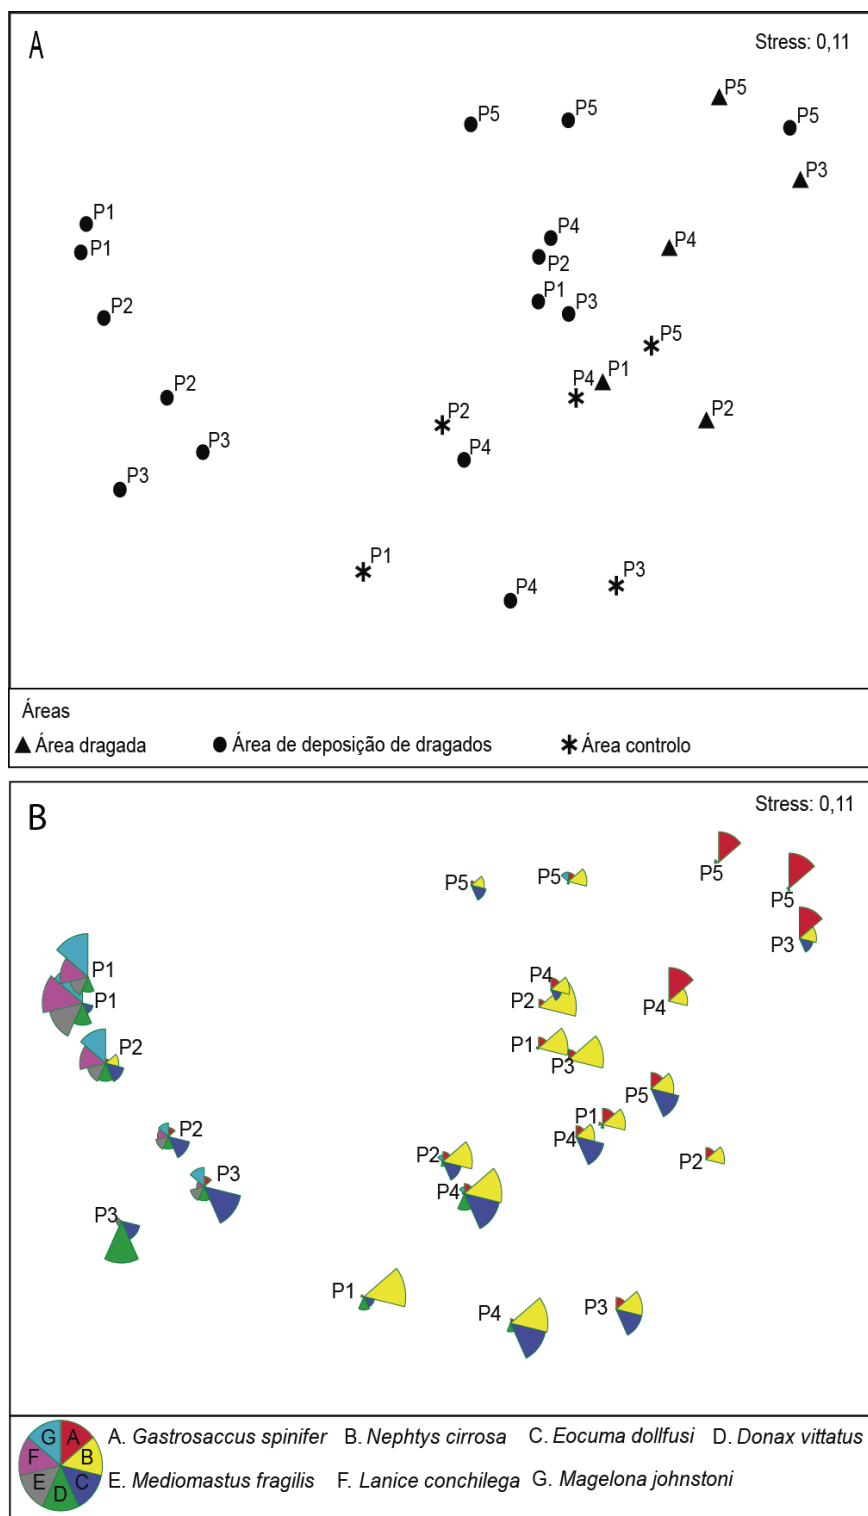 A
Stress: 0,11
P5
P5
P5
P5
P3
P1
P4
P4
P1
P2
P2
P1
P3
P5
P2
P4
P1
P2
P2
P3
P4
P3
P1
P3
P4
Áreas
Área dragada
Área de deposição de dragados
Área controlo
B
Stress: 0,11
P5
P5
P5
P5
P3
P1
P4
P1
P2
P4
P2
P1
P3
P5
P1
P2
P4
P2
P2
P3
P4
P3
P1
P4
P3
G A
F B
E C
D
A. Gastrosaccus spinifer B. Nephtys cirrosa C. Eocuma dollfusi D. Donax vittatus
E. Mediomastus fragilis F. Lanice conchilega G. Magelona johnstoni